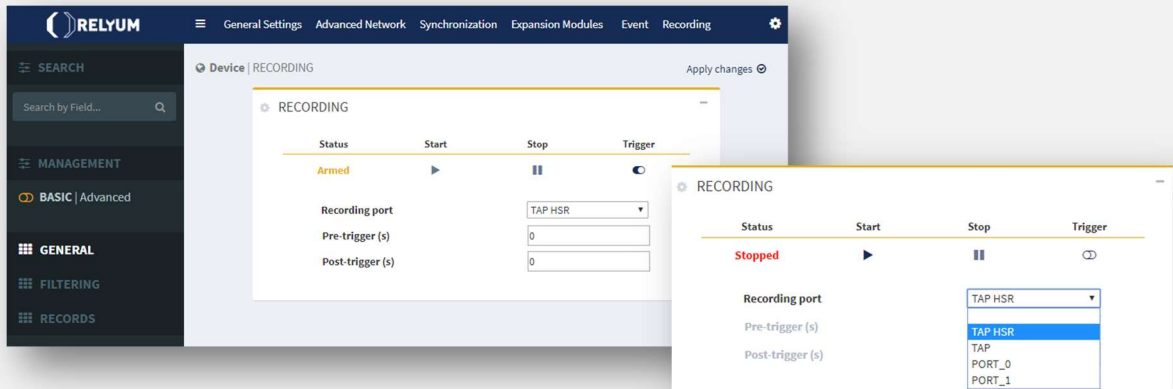 RELYUM
General Settings Advanced Network Synchronization Expansion Modules Event Recording
SEARCH
Search by Field...
MANAGEMENT
BASIC | Advanced
GENERAL
FILTERING
RECORDS
Device | RECORDING
Apply changes
RECORDING
Status Start Stop Trigger
Armed
Recording port TAP HSR
Pre-trigger (s) 0
Post-trigger (s) 0
RECORDING
Status Start Stop Trigger
Stopped
Recording port TAP HSR
Pre-trigger (s)
Post-trigger (s)
TAP HSR
TAP
PORT_0
PORT_1